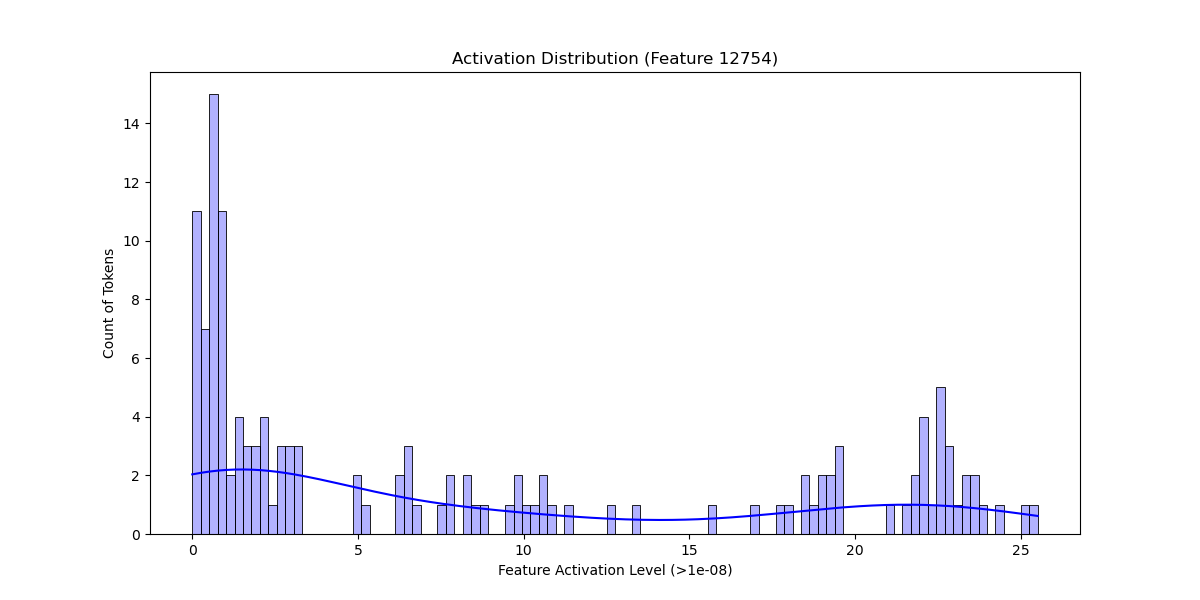 Activation Distribution (Feature 12754)
Count of Tokens
14
12
10
8
6
4
2
0
0 5 10 15 20 25
Feature Activation Level (>1e-08)